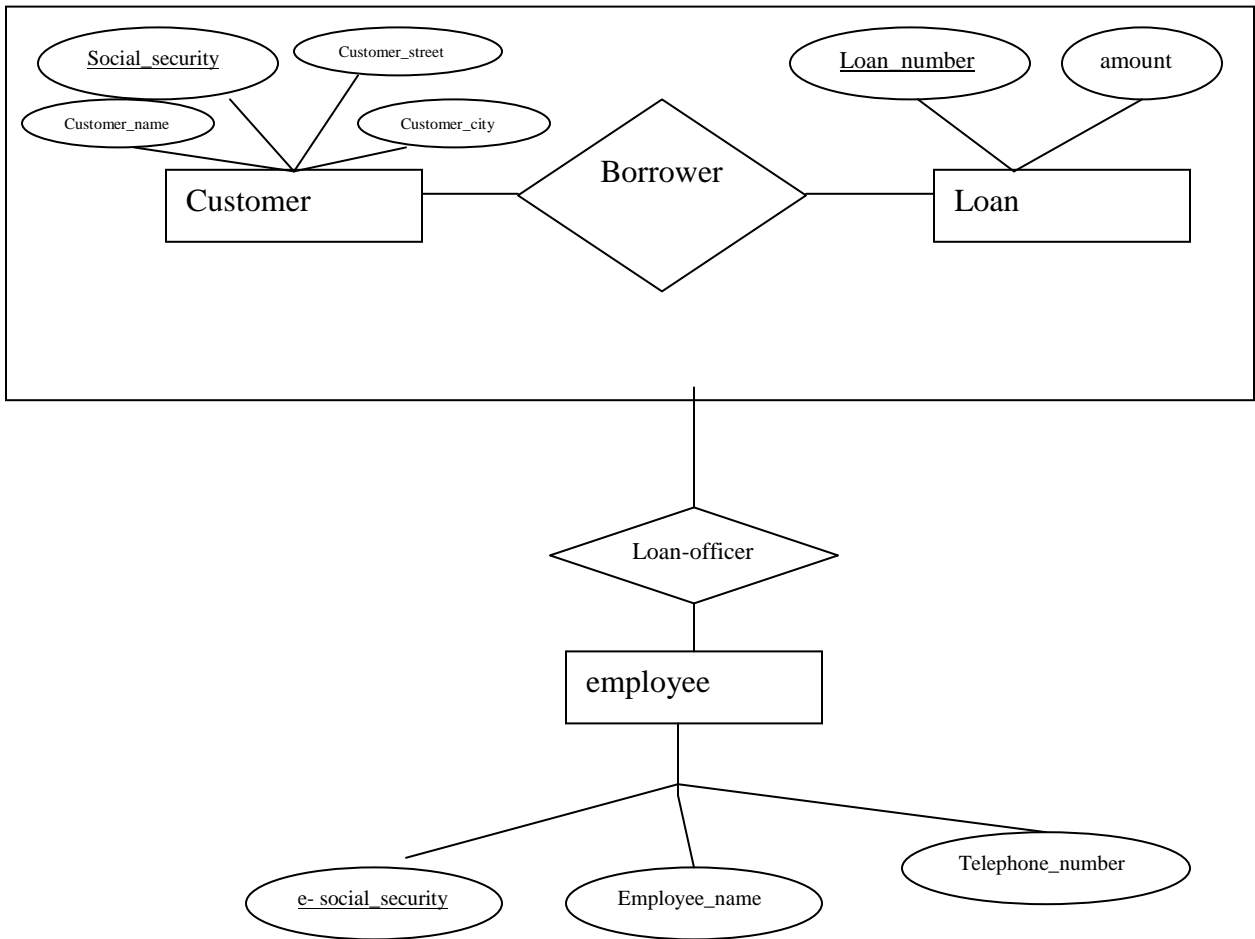 Social_security
Customer_street
Loan_number
amount
Customer_name
Customer_city
Borrower
Customer
Loan
Loan-officer
employee
Telephone_number
e- social_security
Employee_name